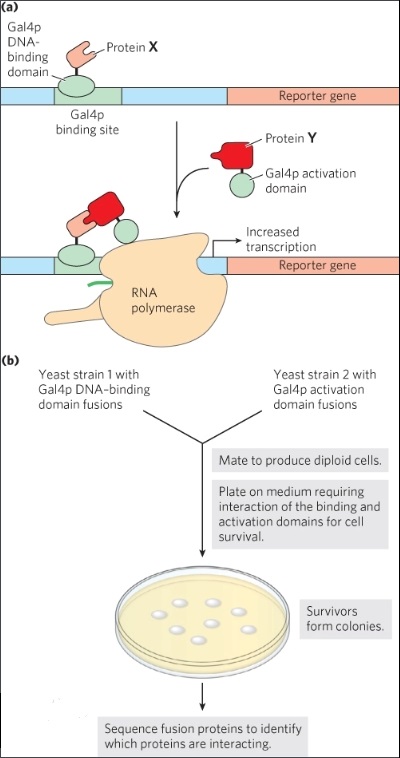 (a)
Gal4p
DNA-
binding
domain
Protein X
Reporter gene
Gal4p
binding site
Protein Y
Gal4p activation
domain
Increased
transcription
Reporter gene
RNA
polymerase
(b)
Yeast strain 1 with
Gal4p DNA–binding
domain fusions
Yeast strain 2 with
Gal4p activation
domain fusions
Mate to produce diploid cells.
Plate on medium requiring
interaction of the binding and
activation domains for cell
survival.
Survivors
form colonies.
Sequence fusion proteins to identify
which proteins are interacting.